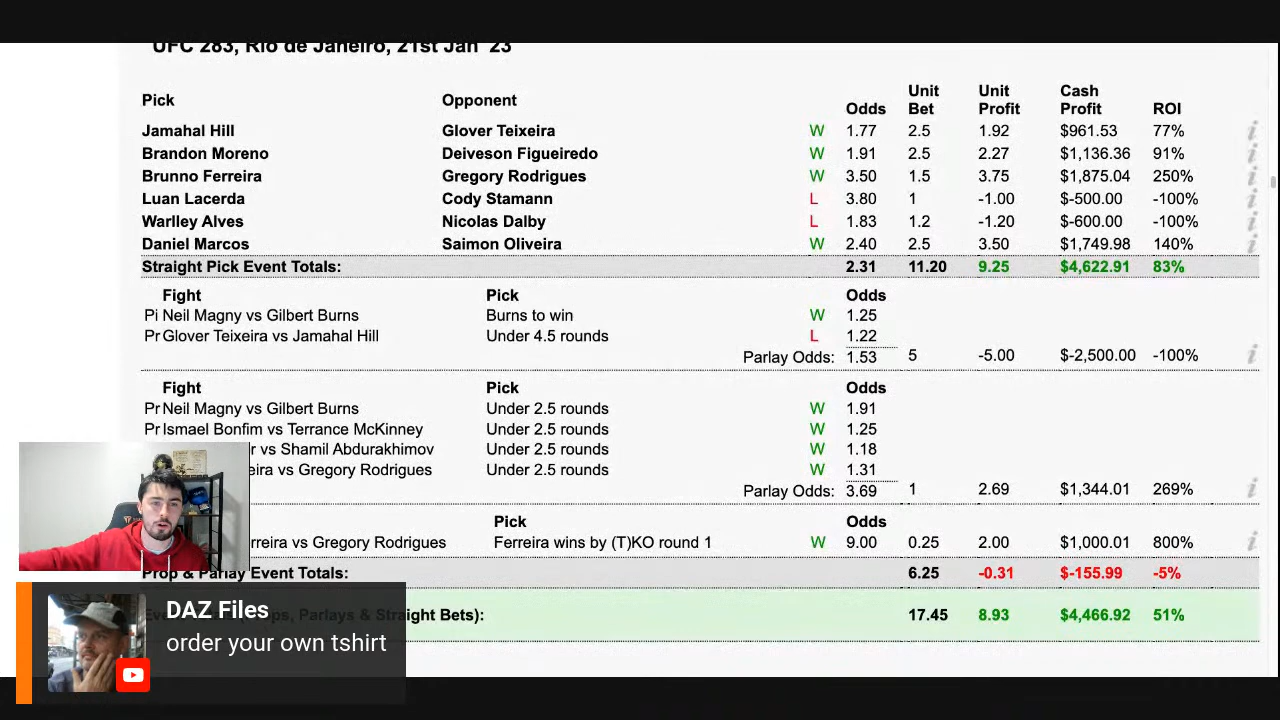 UFC 283, Rio de Janeiro, 21st Jan '23
Pick Opponent Odds Unit Bet Unit Profit Cash Profit ROI
Jamahal Hill Glover Teixeira W 1.77 2.5 1.92 $961.53 77%
Brandon Moreno Deiveson Figueiredo W 1.91 2.5 2.27 $1,136.36 91%
Brunno Ferreira Gregory Rodrigues W 3.50 1.5 3.75 $1,875.04 250%
Luan Lacerda Cody Stamann L 3.80 1 -1.00 $-500.00 -100%
Warlley Alves Nicolas Dalby L 1.83 1.2 -1.20 $-600.00 -100%
Daniel Marcos Saimon Oliveira W 2.40 2.5 3.50 $1,749.98 140%
Straight Pick Event Totals: 2.31 11.20 9.25 $4,622.91 83%
Fight Pick Odds
Pi Neil Magny vs Gilbert Burns Burns to win W 1.25
Pr Glover Teixeira vs Jamahal Hill Under 4.5 rounds L 1.22
Parlay Odds: 1.53 5 -5.00 $-2,500.00 -100%
Fight Pick Odds
Pr Neil Magny vs Gilbert Burns Under 2.5 rounds W 1.91
Pr Ismael Bonfim vs Terrance McKinney Under 2.5 rounds W 1.25
r vs Shamil Abdurakhimov Under 2.5 rounds W 1.18
eira vs Gregory Rodrigues Under 2.5 rounds W 1.31
Parlay Odds: 3.69 1 2.69 $1,344.01 269%
Pick Odds
rreira vs Gregory Rodrigues Ferreira wins by (T)KO round 1 W 9.00 0.25 2.00 $1,000.01 800%
Prop & Parlay Event Totals: 6.25 -0.31 $-155.99 -5%
ps, Parlays & Straight Bets): 17.45 8.93 $4,466.92 51%
DAZ Files
order your own tshirt